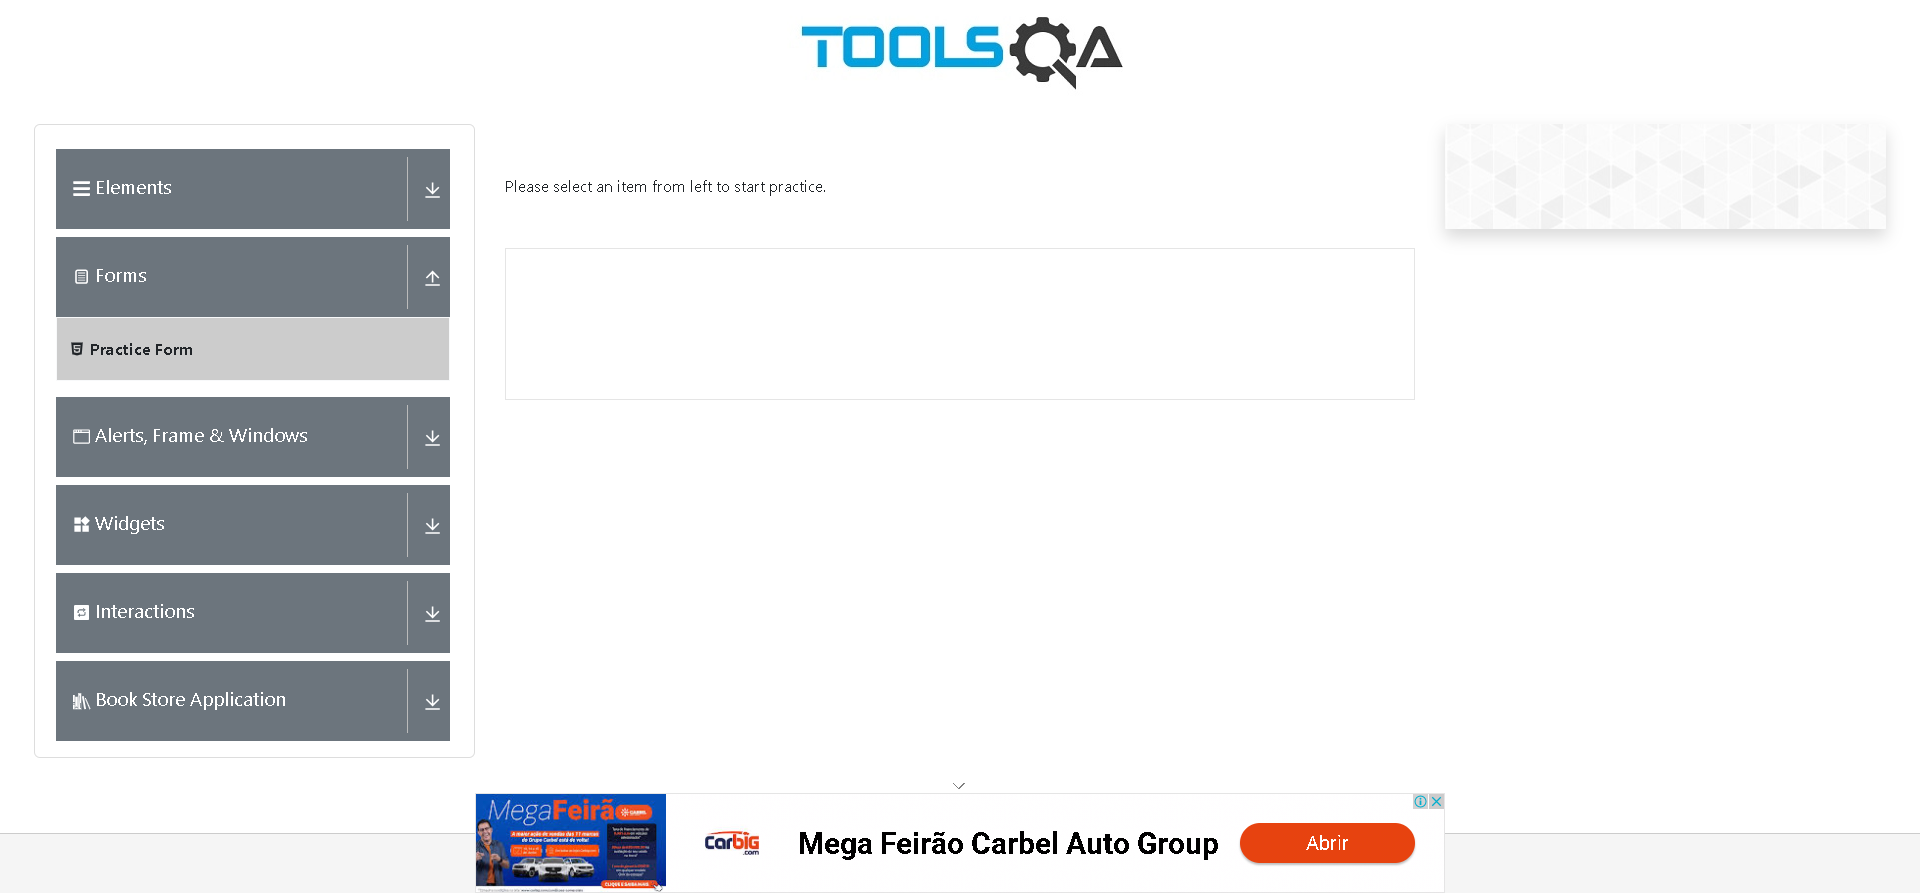 TOOLSQA
Elements
Please select an item from left to start practice.
Forms
Practice Form
Alerts, Frame & Windows
Widgets
Interactions
Book Store Application
MegaFeirã
carbig
.com
Mega Feirão Carbel Auto Group
Abrir